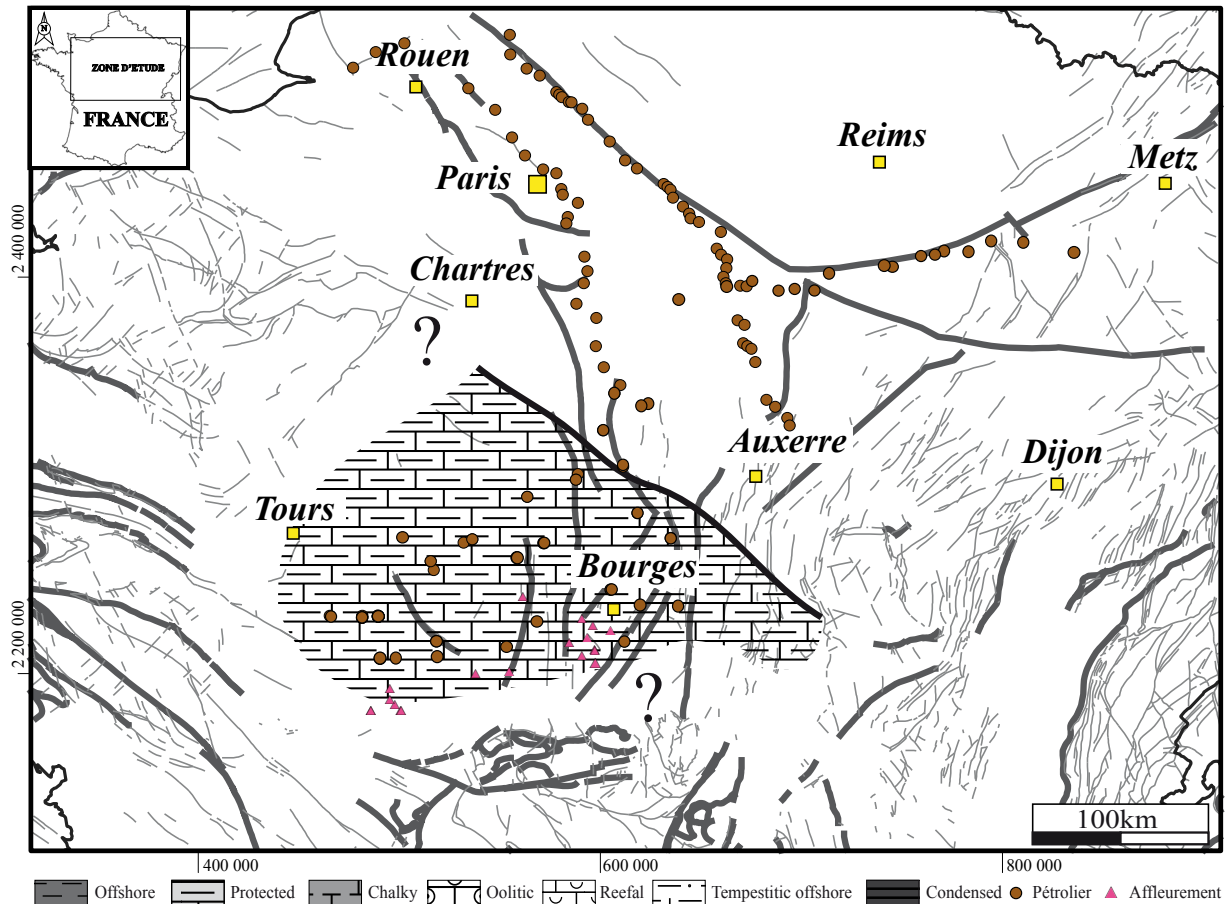 N
ZONE D'ETUDE
FRANCE
Rouen
Reims
Metz
Paris
Chartres
?
Auxerre
Dijon
Tours
Bourges
?
2 400 000
2 200 000
100km
400 000
600 000
800 000
Offshore
Protected
Chalky
Oolitic
Reefal
Tempestitic offshore
Condensed
Pétrolier
Affleurement